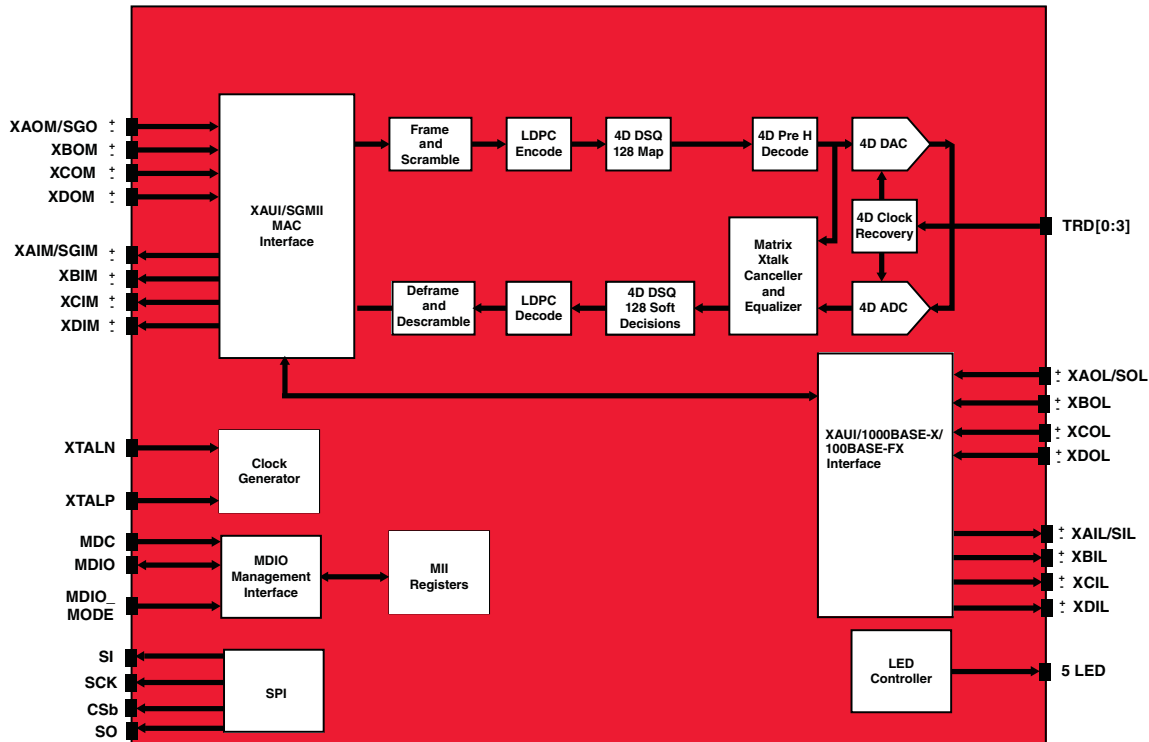 XAOM/SGO + -
XBOM + -
XCOM + -
XDOM + -
XAIM/SGIM + -
XBIM + -
XCIM + -
XDIM + -
XAUI/SGMII
MAC
Interface
Frame
and
Scramble
LDPC
Encode
4D DSQ
128 Map
4D Pre H
Decode
4D DAC
4D Clock
Recovery
TRD[0:3]
Matrix
Xtalk
Canceller
and
Equalizer
Deframe
and
Descramble
LDPC
Decode
4D DSQ
128 Soft
Decisions
4D ADC
XAUI/1000BASE-X/
100BASE-FX
Interface
+ - XAOL/SOL
+ - XBOL
+ - XCOL
+ - XDOL
+ - XAIL/SIL
+ - XBIL
+ - XCIL
+ - XDIL
XTALN
XTALP
Clock
Generator
MDC
MDIO
MDIO_
MODE
MDIO
Management
Interface
MII
Registers
SI
SCK
CSb
SO
SPI
LED
Controller
5 LED